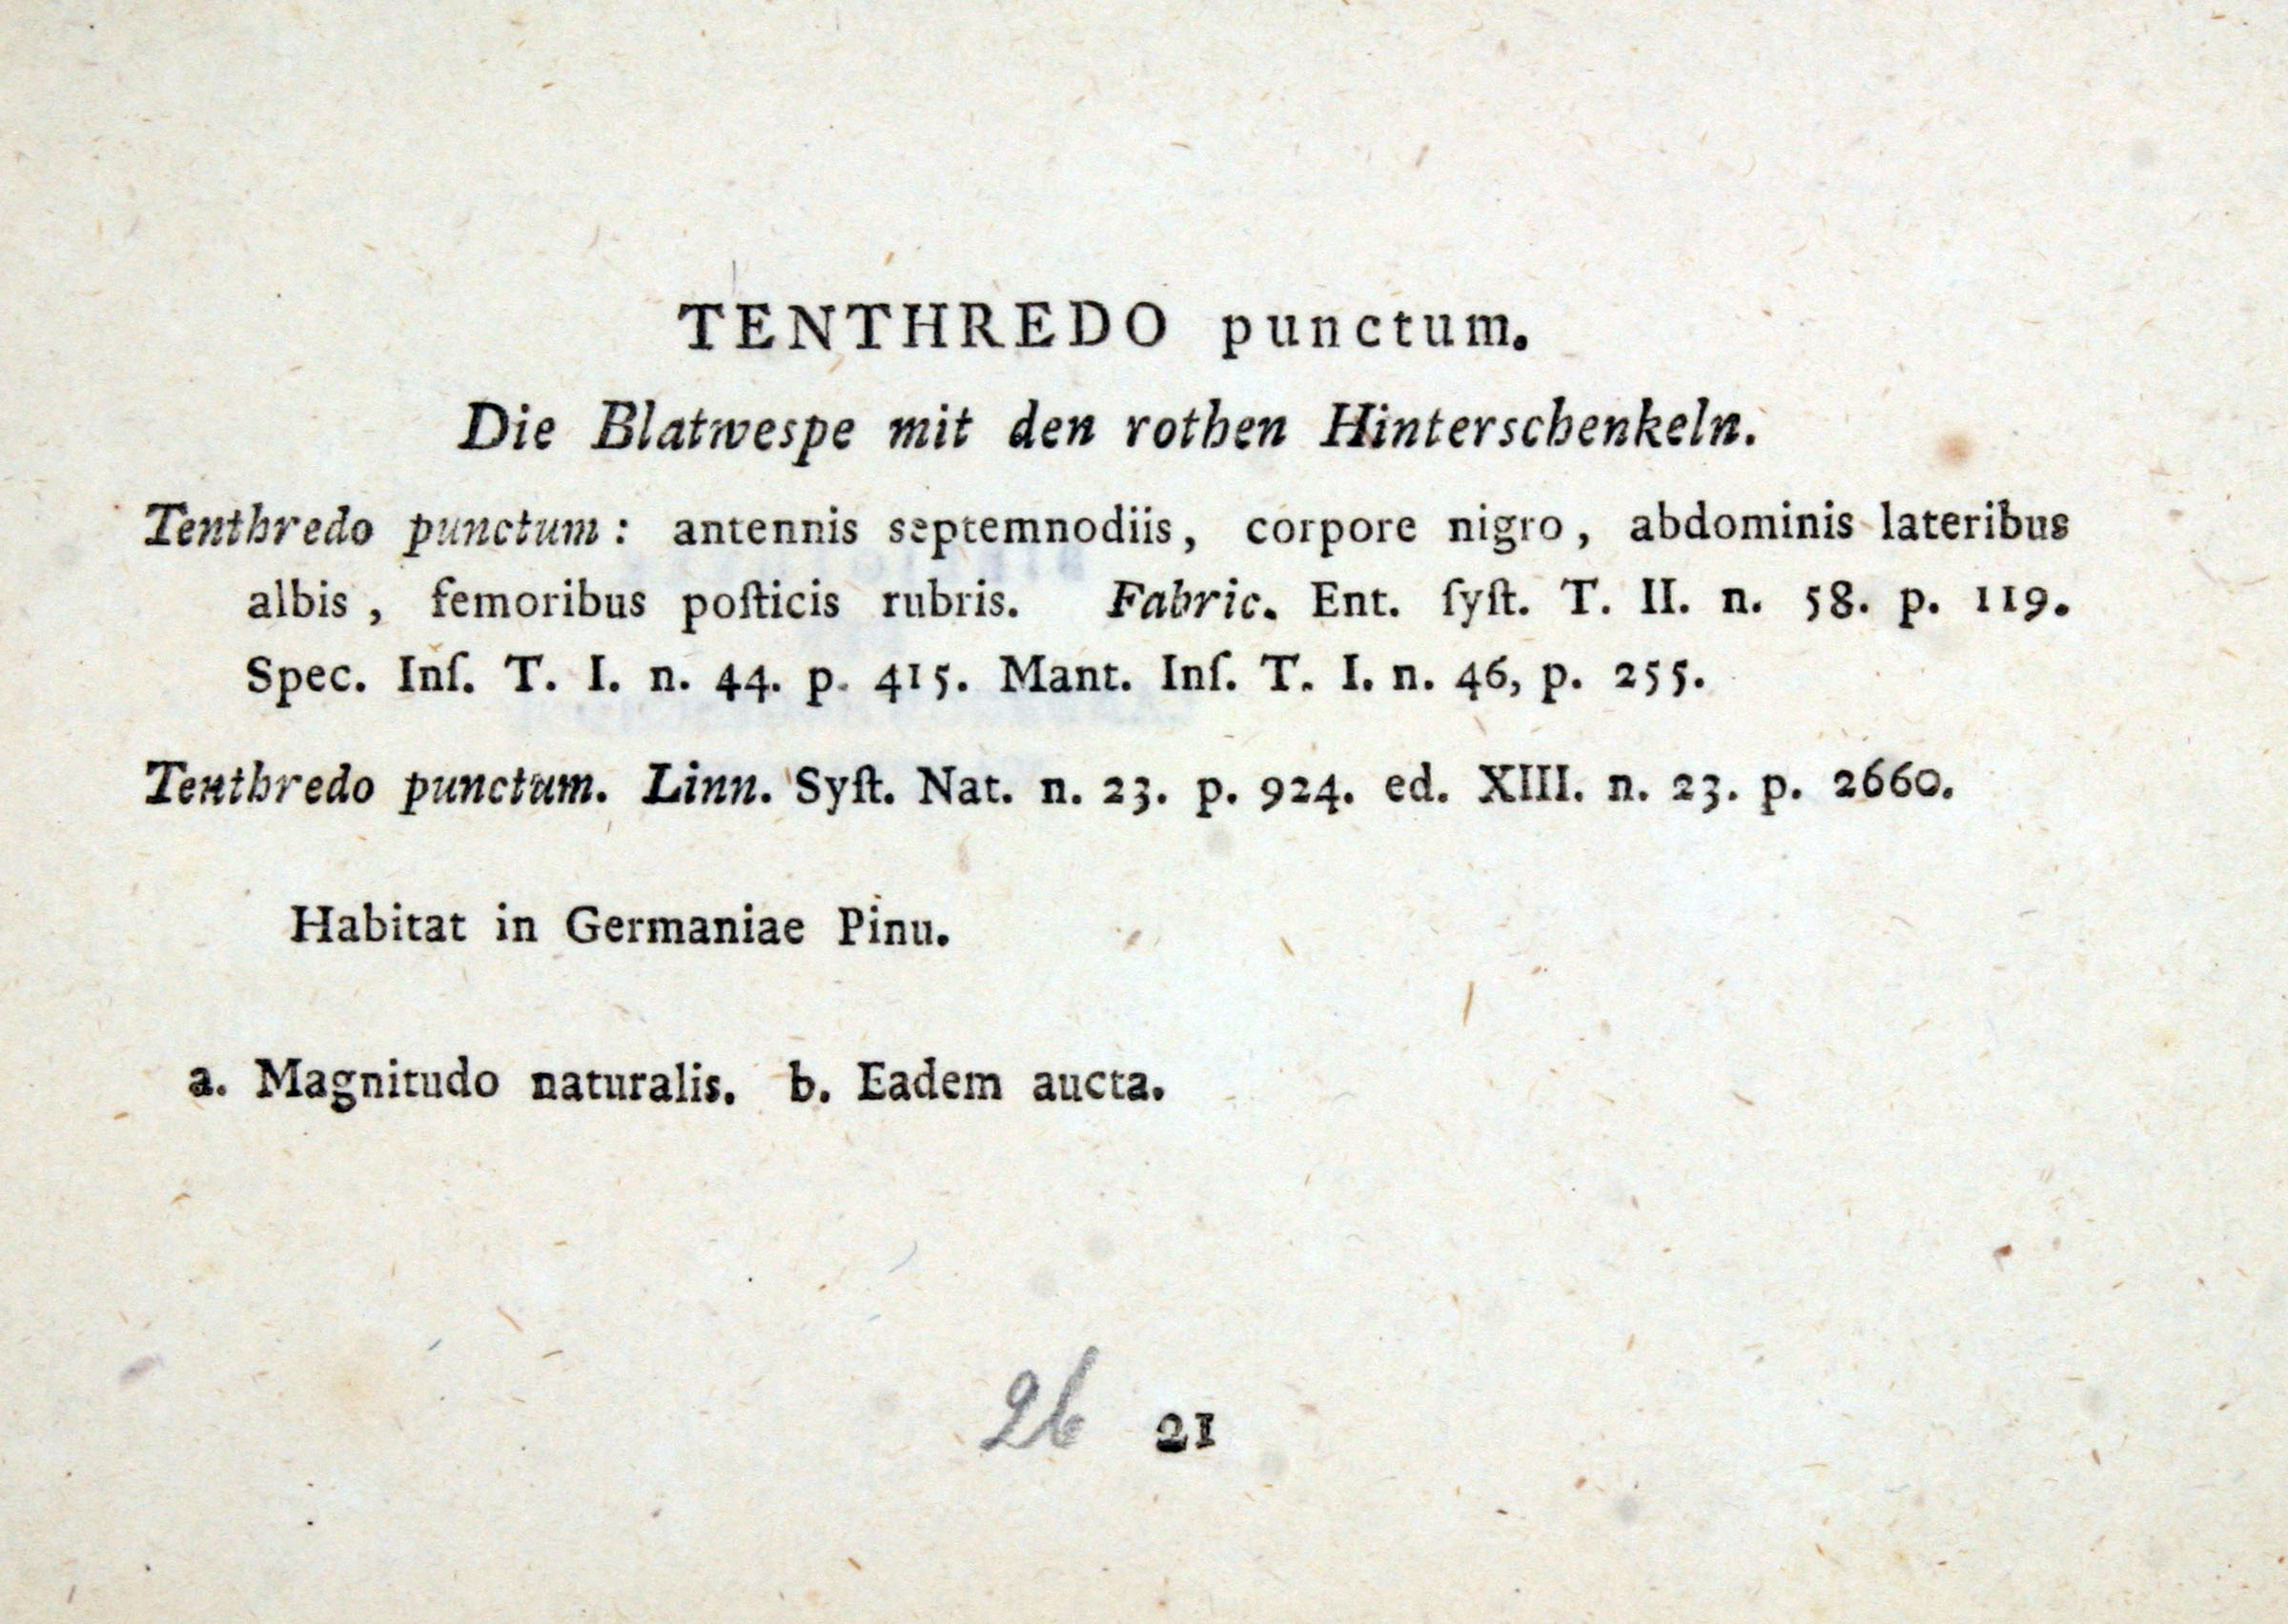 TENTHREDO punctum.
Die Blatwespe mit den rothen Hinterschenkeln.
Tenthredo punctum: antennis septemnodiis, corpore nigro, abdominis lateribus
albis, femoribus poſticis rubris. Fabric. Ent. ſyſt. T. II. n. 58. p. 119.
Spec. Inſ. T. I. n. 44. p. 415. Mant. Inſ. T. I. n. 46, p. 255.
Tenthredo punctum. Linn. Syſt. Nat. n. 23. p. 924. ed. XIII. n. 23. p. 2660.
Habitat in Germaniae Pinu.
a. Magnitudo naturalis. b. Eadem aucta.
26 21